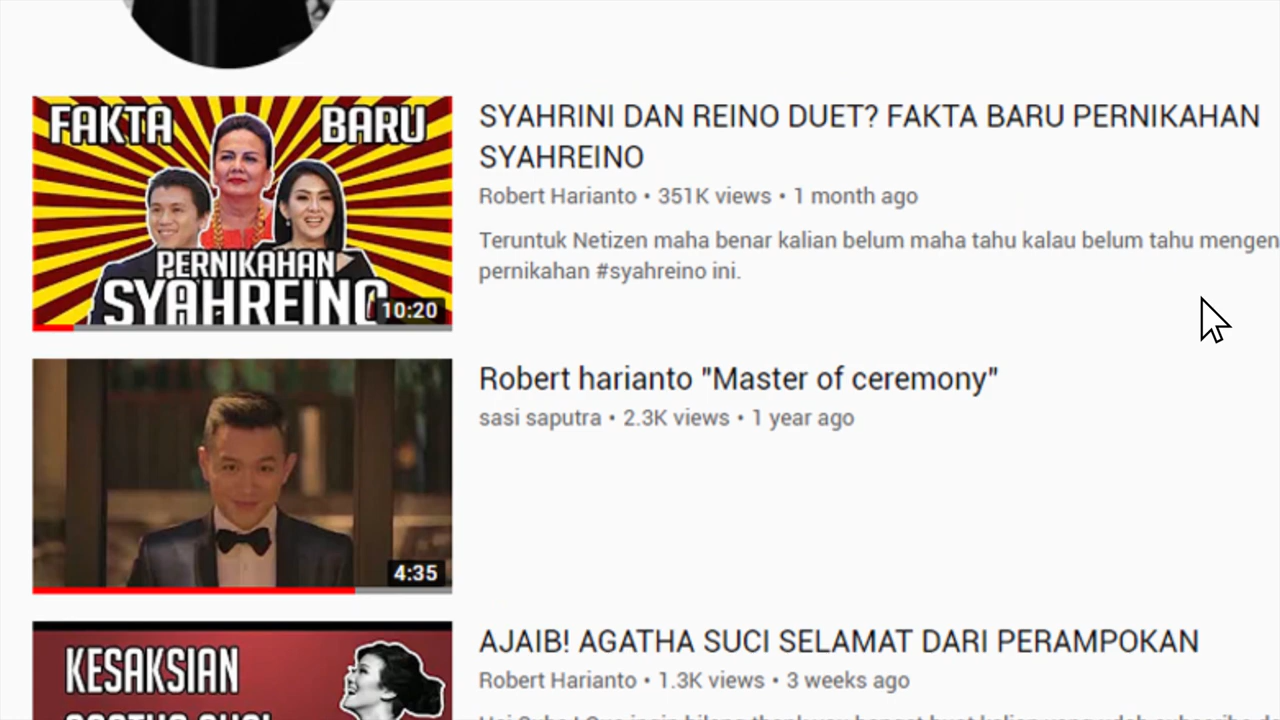 FAKTA BARU
PERNIKAHAN
SYAHREINO
10:20
SYAHRINI DAN REINO DUET? FAKTA BARU PERNIKAHAN
SYAHREINO
Robert Harianto • 351K views • 1 month ago
Teruntuk Netizen maha benar kalian belum maha tahu kalau belum tahu mengen
pernikahan #syahreino ini.
4:35
Robert harianto "Master of ceremony"
sasi saputra • 2.3K views • 1 year ago
KESAKSIAN
AJAIB! AGATHA SUCI SELAMAT DARI PERAMPOKAN
Robert Harianto • 1.3K views • 3 weeks ago